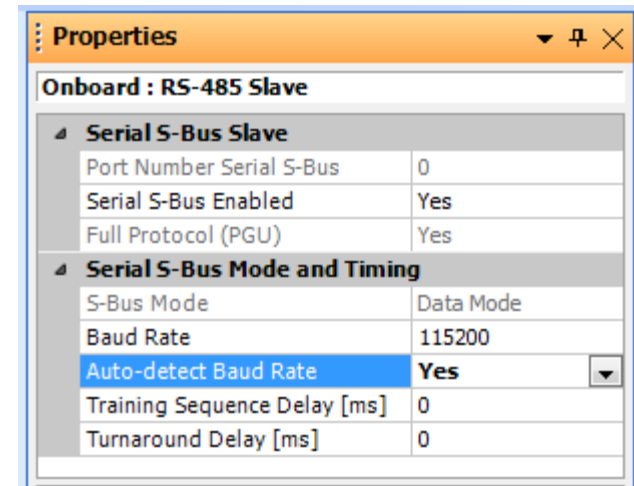 Properties
Onboard : RS-485 Slave
Serial S-Bus Slave
Port Number Serial S-Bus 0
Serial S-Bus Enabled Yes
Full Protocol (PGU) Yes
Serial S-Bus Mode and Timing
S-Bus Mode Data Mode
Baud Rate 115200
Auto-detect Baud Rate Yes
Training Sequence Delay [ms] 0
Turnaround Delay [ms] 0